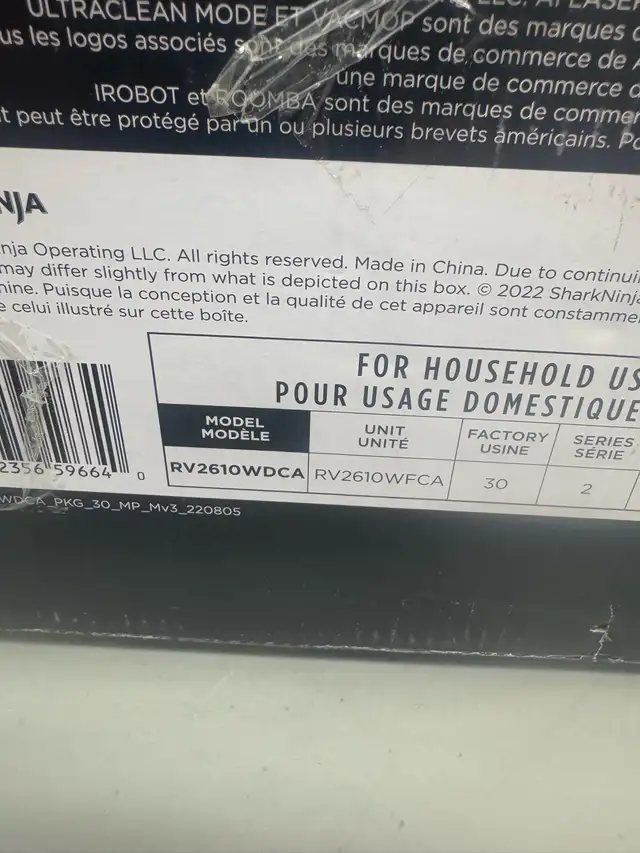 ULTRACLEAN MODE ET VACMOP sont des marques
us les logos associés sont des marques de commerce de
une marque de commerce
IROBOT et ROOMBA sont des marques de commer
t peut être protégé par un ou plusieurs brevets américains.
NJA
nja Operating LLC. All rights reserved. Made in China. Due to continui
may differ slightly from what is depicted on this box. © 2022 SharkNinja
nine. Puisque la conception et la qualité de cet appareil sont constamme
e celui illustré sur cette boîte.
FOR HOUSEHOLD US
POUR USAGE DOMESTIQUE
MODEL
MODÈLE
UNIT
UNITÉ
FACTORY
USINE
SERIES
SÉRIE
RV2610WDCA RV2610WFCA 30 2
2356 59664 0
WDCA_PKG_30_MP_Mv3_220805